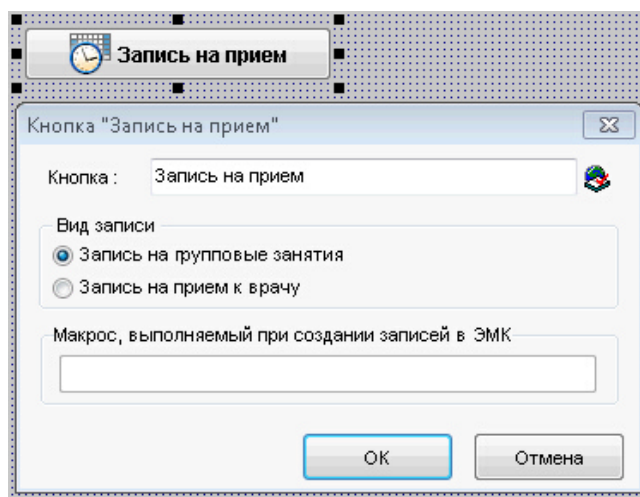 Запись на прием
Кнопка "Запись на прием"
Кнопка : Запись на прием
Вид записи
Запись на групповые занятия
Запись на прием к врачу
Макрос, выполняемый при создании записей в ЭМК
ОК Отмена